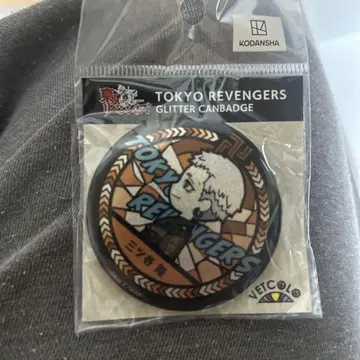 KODANSHA
TOKYO REVENGERS
GLITTER CANBADGE
TOKYO
REVENGERS
三ツ谷 隆
VETCOLO